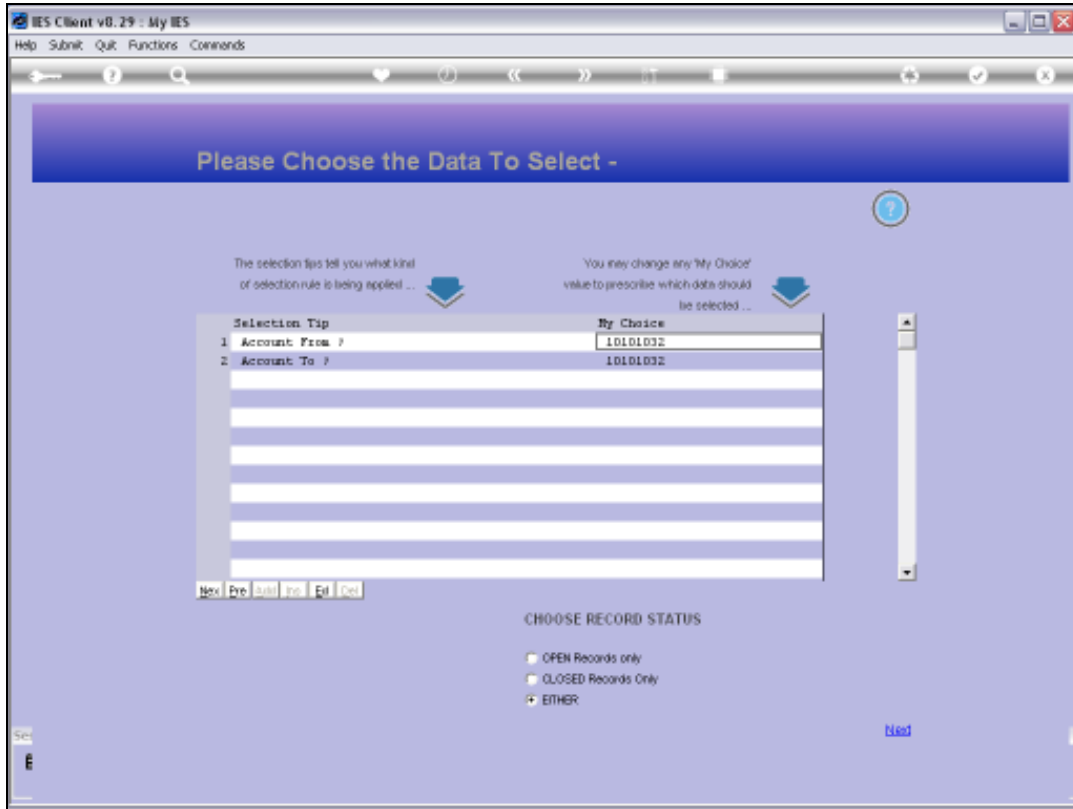 IES Client v8.29 : My IES
Help Submit Quit Functions Commands
Please Choose the Data To Select -
The selection tips tell you what kind
of selection rule is being applied ...
You may change any 'My Choice'
value to prescribe which data should
be selected ...
Selection Tip My Choice
1 Account From ? 10101032
2 Account To ? 10101032
Nex Pre Add Ins Ed Del
CHOOSE RECORD STATUS
OPEN Records only
CLOSED Records Only
EITHER
Next